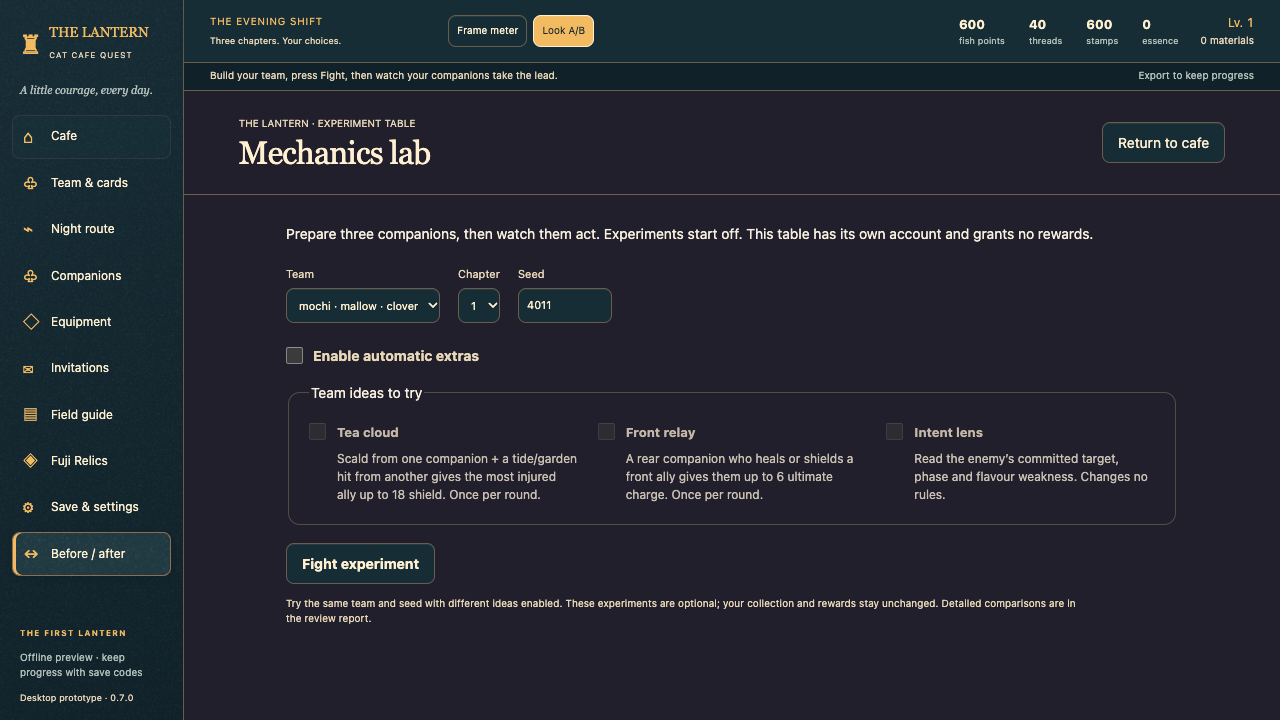 THE LANTERN
CAT CAFE QUEST
A little courage, every day.
Cafe
Team & cards
Night route
Companions
Equipment
Invitations
Field guide
Fuji Relics
Save & settings
Before / after
THE FIRST LANTERN
Offline preview · keep
progress with save codes
Desktop prototype · 0.7.0
THE EVENING SHIFT
Three chapters. Your choices.
Frame meter
Look A/B
600
fish points
40
threads
600
stamps
0
essence
Lv. 1
0 materials
Build your team, press Fight, then watch your companions take the lead.
Export to keep progress
THE LANTERN · EXPERIMENT TABLE
Mechanics lab
Return to cafe
Prepare three companions, then watch them act. Experiments start off. This table has its own account and grants no rewards.
Team
Chapter
Seed
mochi · mallow · clover
1
4011
Enable automatic extras
Team ideas to try
Tea cloud
Scald from one companion + a tide/garden
hit from another gives the most injured
ally up to 18 shield. Once per round.
Front relay
A rear companion who heals or shields a
front ally gives them up to 6 ultimate
charge. Once per round.
Intent lens
Read the enemy's committed target,
phase and flavour weakness. Changes no
rules.
Fight experiment
Try the same team and seed with different ideas enabled. These experiments are optional; your collection and rewards stay unchanged. Detailed comparisons are in
the review report.